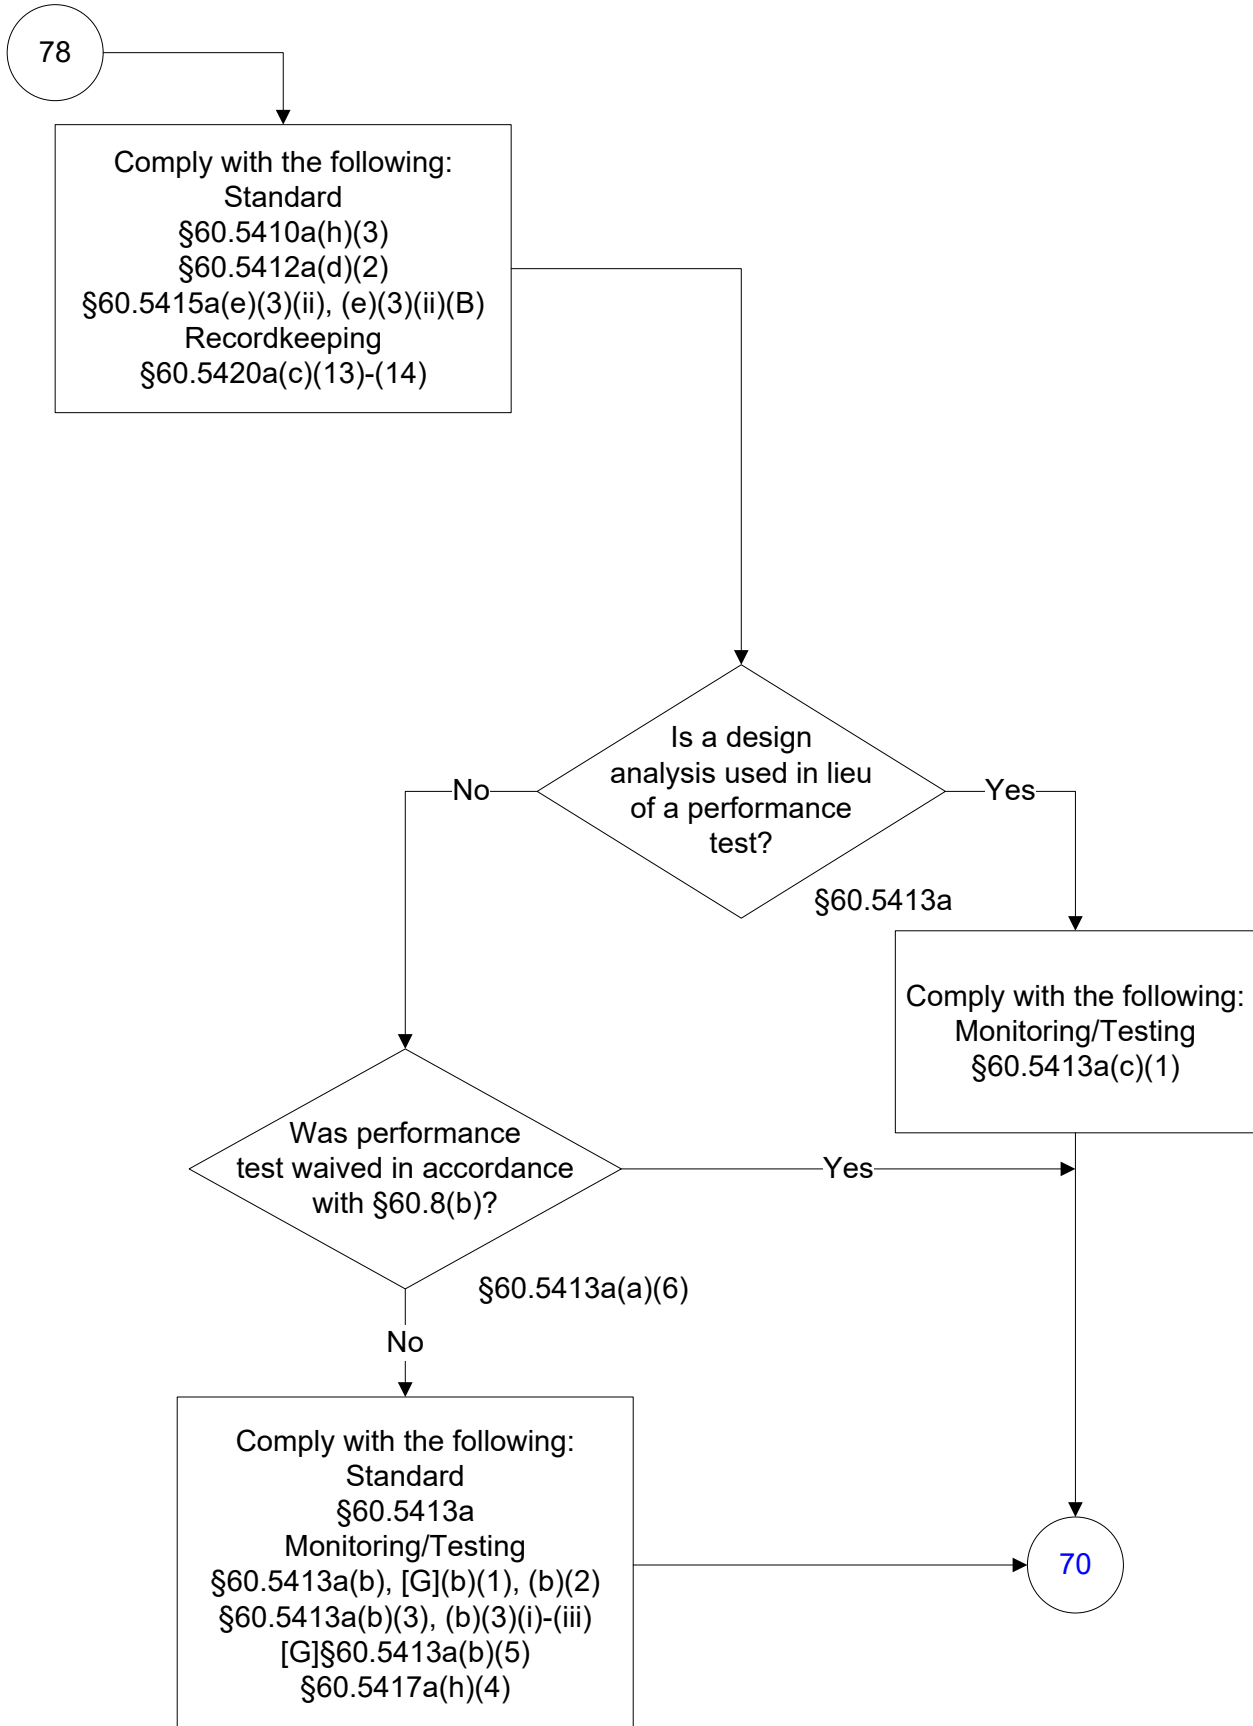 78
Comply with the following:
Standard
§60.5410a(h)(3)
§60.5412a(d)(2)
§60.5415a(e)(3)(ii), (e)(3)(ii)(B)
Recordkeeping
§60.5420a(c)(13)-(14)
Is a design
analysis used in lieu
of a performance
test?
No
Yes
§60.5413a
Comply with the following:
Monitoring/Testing
§60.5413a(c)(1)
Was performance
test waived in accordance
with §60.8(b)?
Yes
§60.5413a(a)(6)
No
Comply with the following:
Standard
§60.5413a
Monitoring/Testing
§60.5413a(b), [G](b)(1), (b)(2)
§60.5413a(b)(3), (b)(3)(i)-(iii)
[G]§60.5413a(b)(5)
§60.5417a(h)(4)
70